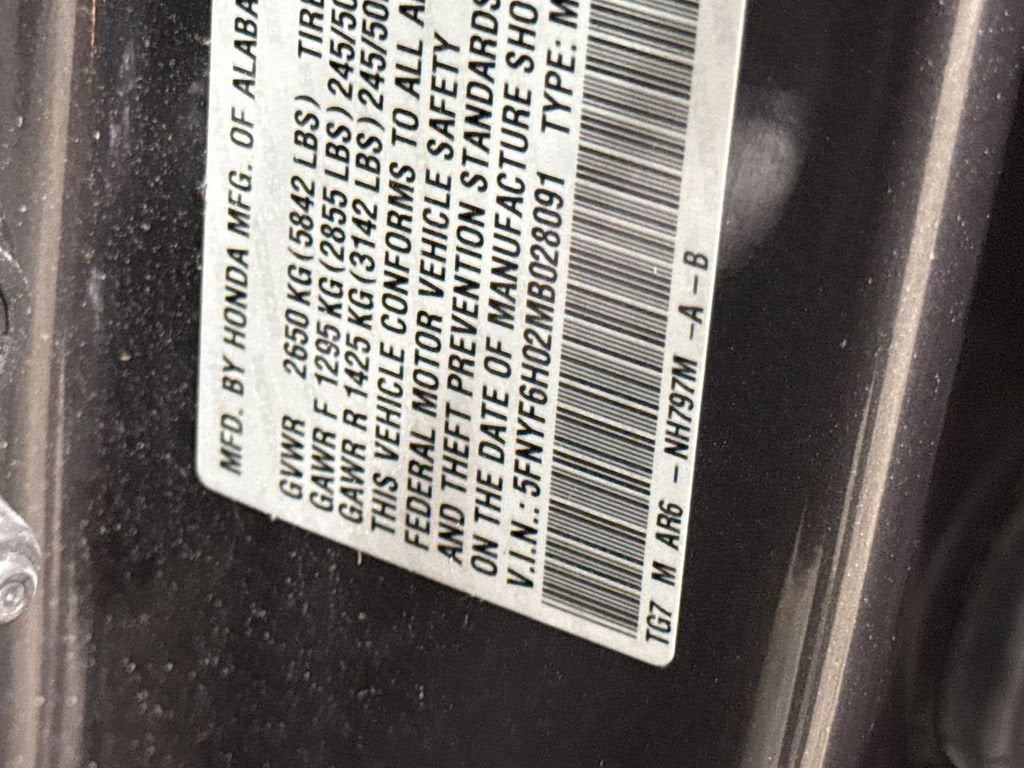 MFD. BY HONDA MFG. OF ALABA
GVWR 2650 KG (5842 LBS) TIRE
GAWR F 1295 KG (2855 LBS) 245/50
GAWR R 1425 KG (3142 LBS) 245/50
THIS VEHICLE CONFORMS TO ALL A
FEDERAL MOTOR VEHICLE SAFETY
AND THEFT PREVENTION STANDARDS
ON THE DATE OF MANUFACTURE SHO
V.I.N.: 5FNYF6H02MB028091 TYPE: M
TG7 M AR6 - NH797M - A - B